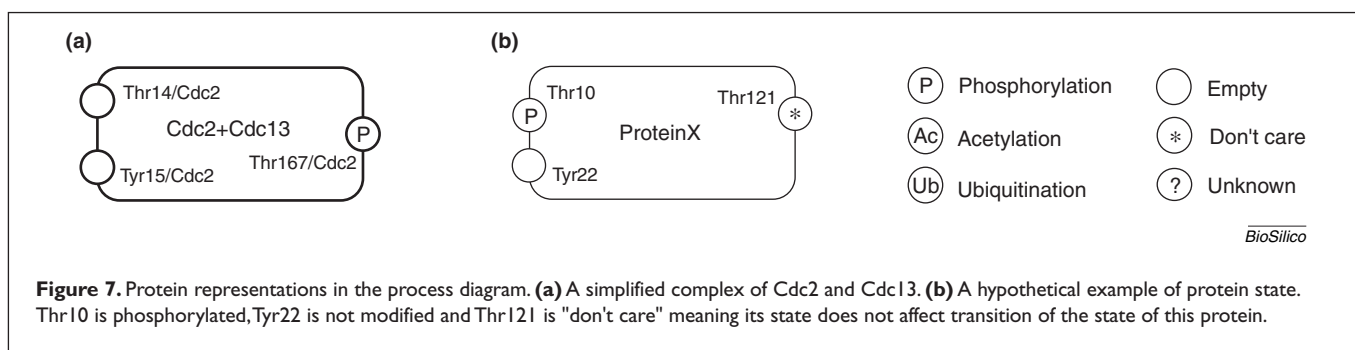 (a)
Thr14/Cdc2
Cdc2+Cdc13
P
Thr167/Cdc2
Tyr15/Cdc2
(b)
Thr10
Thr121
P
*
ProteinX
Tyr22
P Phosphorylation
Empty
Ac Acetylation
* Don't care
Ub Ubiquitination
? Unknown
BioSilico
Figure 7. Protein representations in the process diagram. (a) A simplified complex of Cdc2 and Cdc13. (b) A hypothetical example of protein state.
Thr10 is phosphorylated, Tyr22 is not modified and Thr121 is "don't care" meaning its state does not affect transition of the state of this protein.